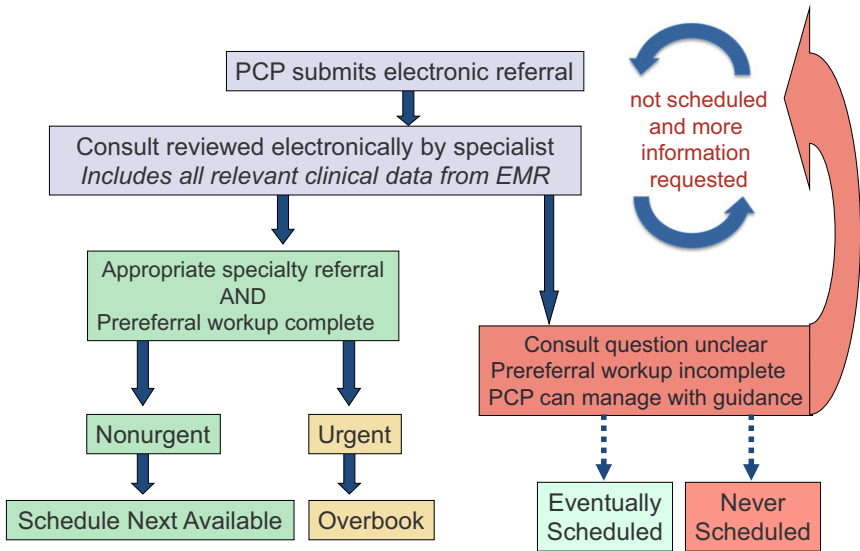 PCP submits electronic referral
not scheduled
and more
information
requested
Consult reviewed electronically by specialist
Includes all relevant clinical data from EMR
Appropriate specialty referral
AND
Prereferral workup complete
Consult question unclear
Prereferral workup incomplete
PCP can manage with guidance
Nonurgent
Urgent
Schedule Next Available
Overbook
Eventually
Scheduled
Never
Scheduled